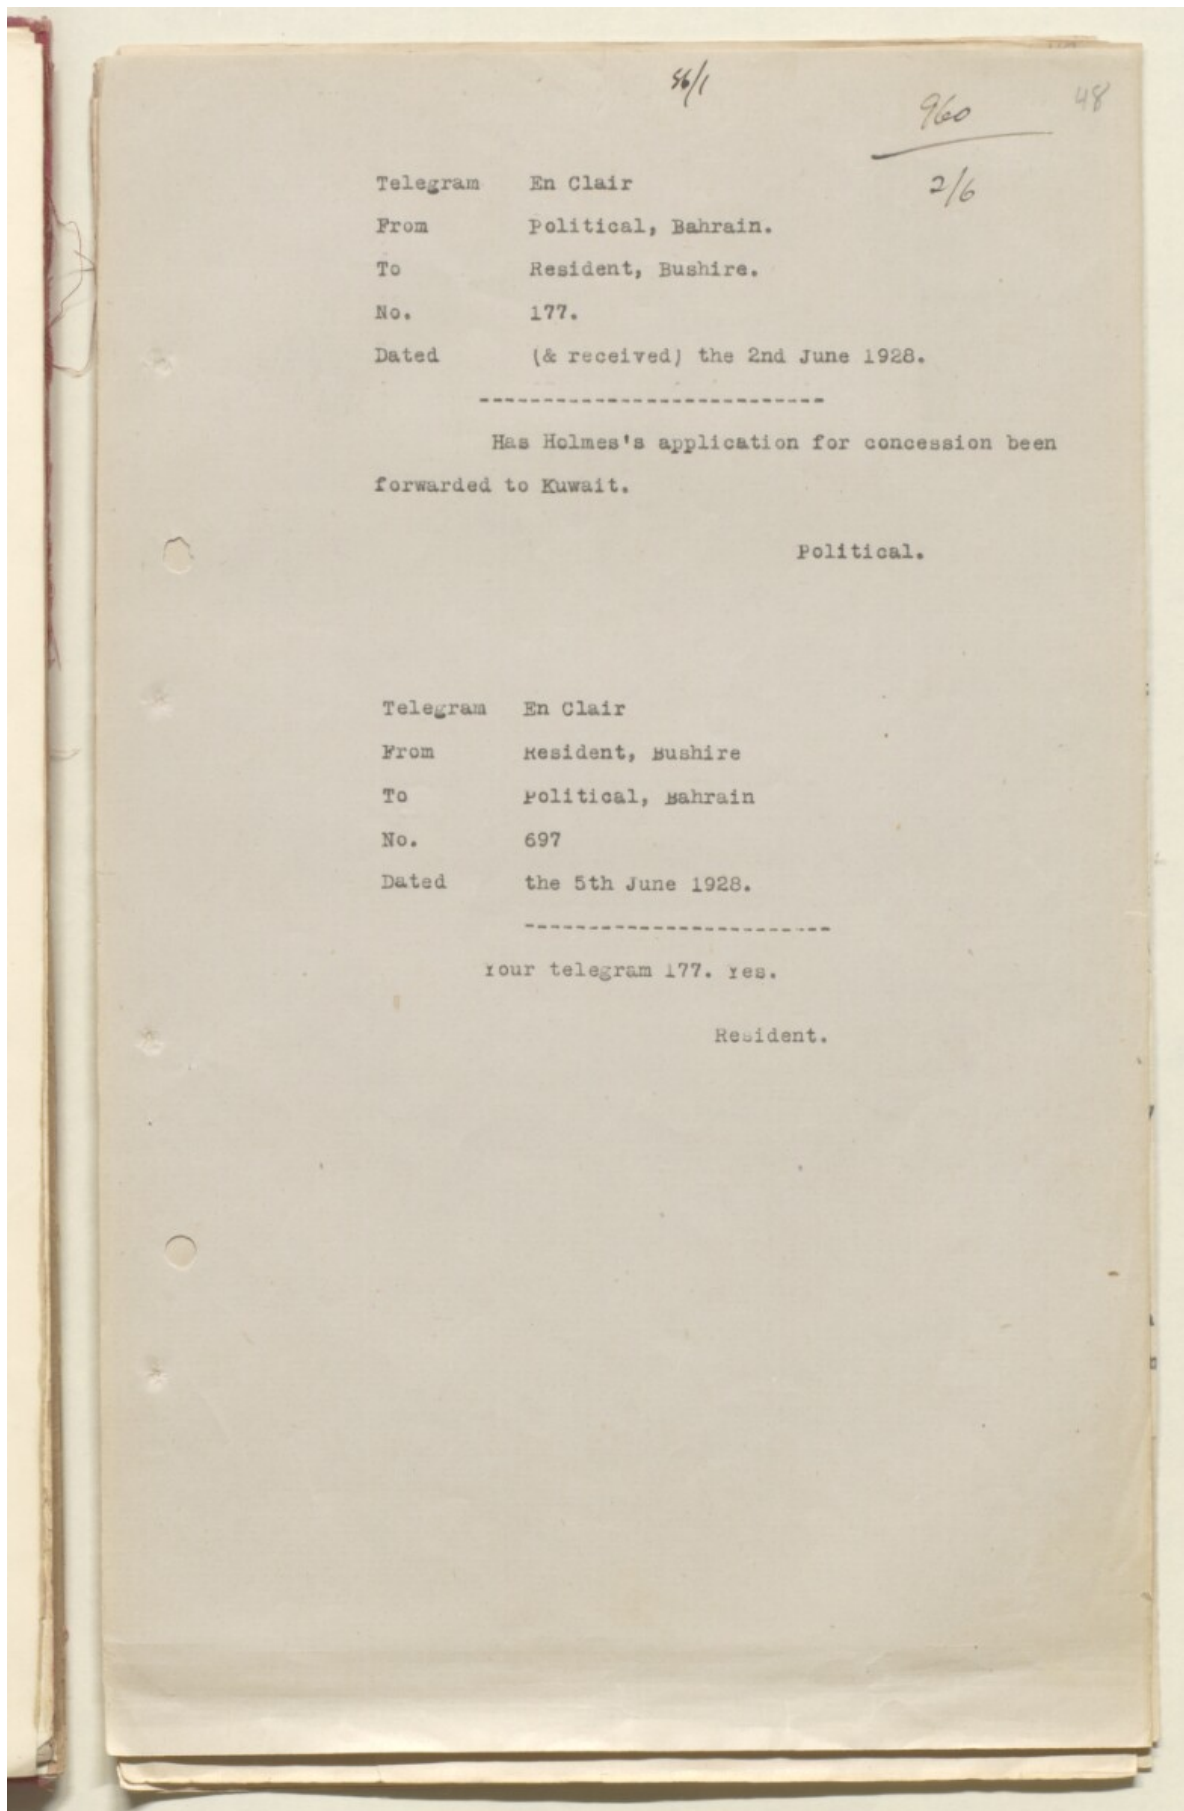 56/1
48
960
2/6
Telegram En Clair
From Political, Bahrain.
To Resident, Bushire.
No. 177.
Dated (& received) the 2nd June 1928.
---------------------------
Has Holmes's application for concession been
forwarded to Kuwait.
Political.
Telegram En Clair
From Resident, Bushire
To Political, Bahrain
No. 697
Dated the 5th June 1928.
------------------------
Your telegram 177. Yes.
Resident.